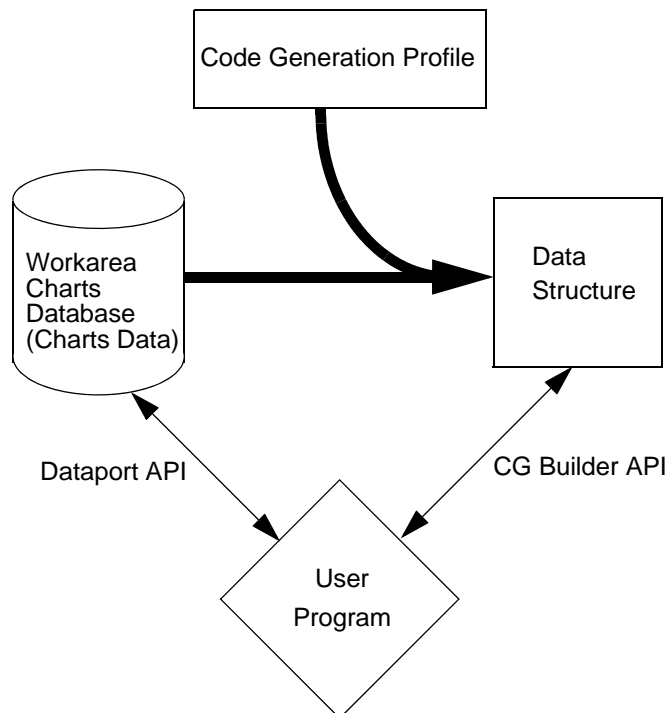 Code Generation Profile
Workarea
Charts
Database
(Charts Data)
Data
Structure
Dataport API
CG Builder API
User
Program